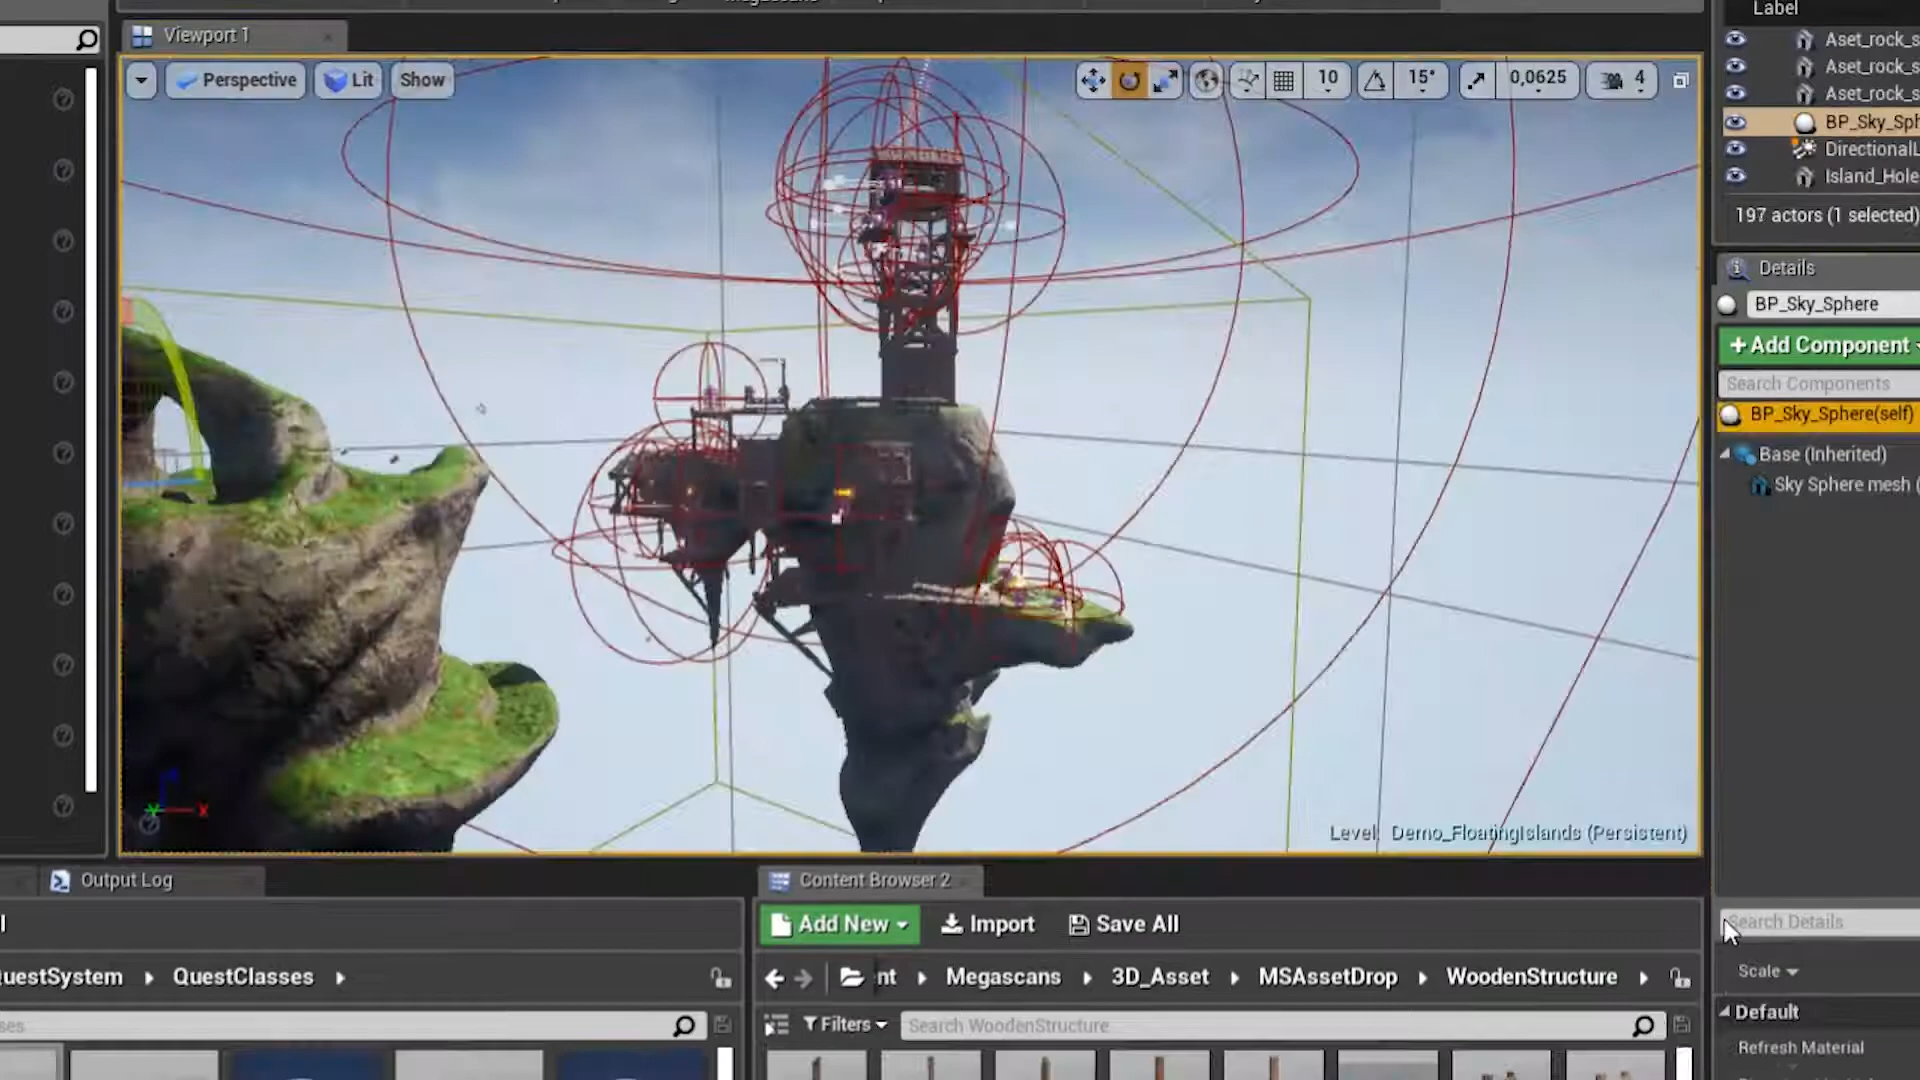 Label
Viewport 1
Perspective
Lit
Show
10
15°
0,0625
4
Aset_rock_s
Aset_rock_s
Aset_rock_s
BP_Sky_Sph
DirectionalL
Island_Hole
197 actors (1 selected)
Details
BP_Sky_Sphere
+ Add Component
Search Components
BP_Sky_Sphere(self)
Base (Inherited)
Sky Sphere mesh (
X
Level: Demo_FloatingIslands (Persistent)
Output Log
Content Browser 2
Add New
Import
Save All
Search Details
uestSystem
QuestClasses
nt
Megascans
3D_Asset
MSAssetDrop
WoodenStructure
Scale
Filters
Search WoodenStructure
Default
Refresh Material